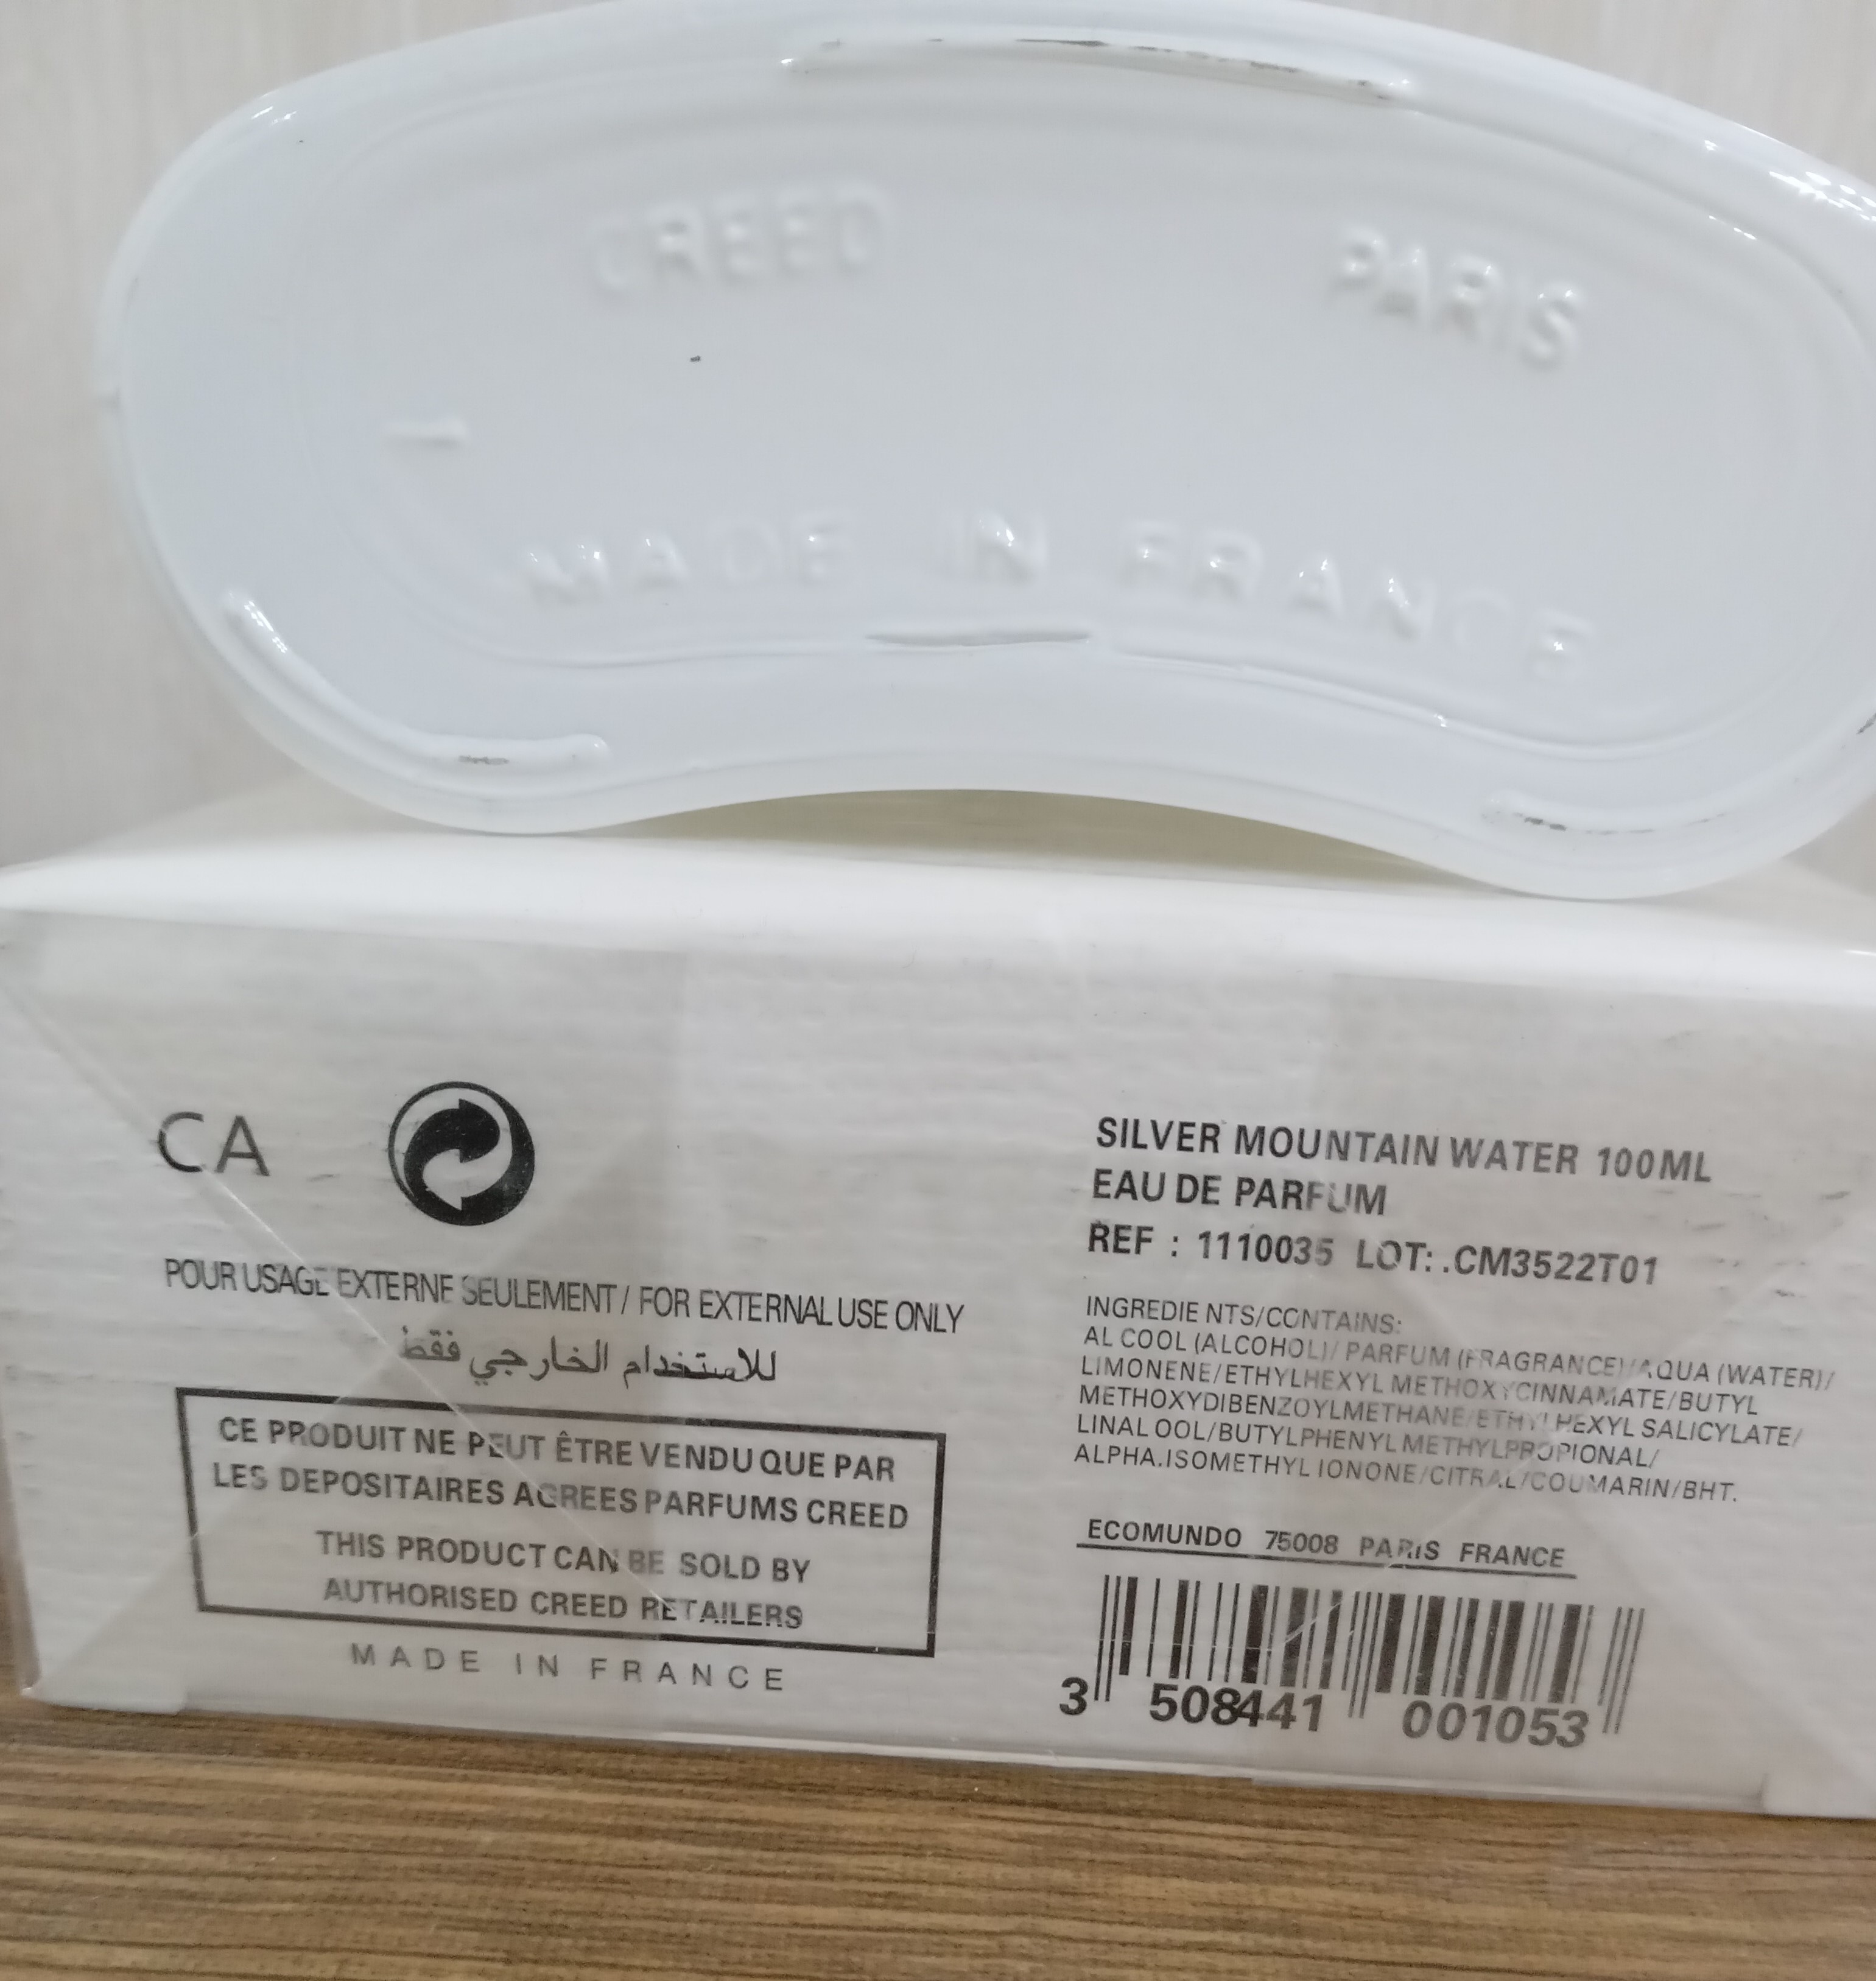 CREED PARIS
MADE IN FRANCE
CA
POUR USAGE EXTERNE SEULEMENT / FOR EXTERNAL USE ONLY
للاستخدام الخارجي فقط
CE PRODUIT NE PEUT ÊTRE VENDU QUE PAR
LES DEPOSITAIRES AGREES PARFUMS CREED
THIS PRODUCT CAN BE SOLD BY
AUTHORISED CREED RETAILERS
MADE IN FRANCE
SILVER MOUNTAIN WATER 100ML
EAU DE PARFUM
REF : 1110035 LOT: .CM3522T01
INGREDIE NTS/CONTAINS:
AL COOL (ALCOHOL)/ PARFUM (FRAGRANCE)/AQUA (WATER)/
LIMONENE/ETHYLHEXYL METHOXYCINNAMATE/BUTYL
METHOXYDIBENZOYLMETHANE/ETHYLHEXYL SALICYLATE/
LINAL OOL/BUTYLPHENYL METHYLPROPIONAL/
ALPHA.ISOMETHYL IONONE/CITRAL/COUMARIN/BHT.
ECOMUNDO 75008 PARIS FRANCE
3 508441 001053